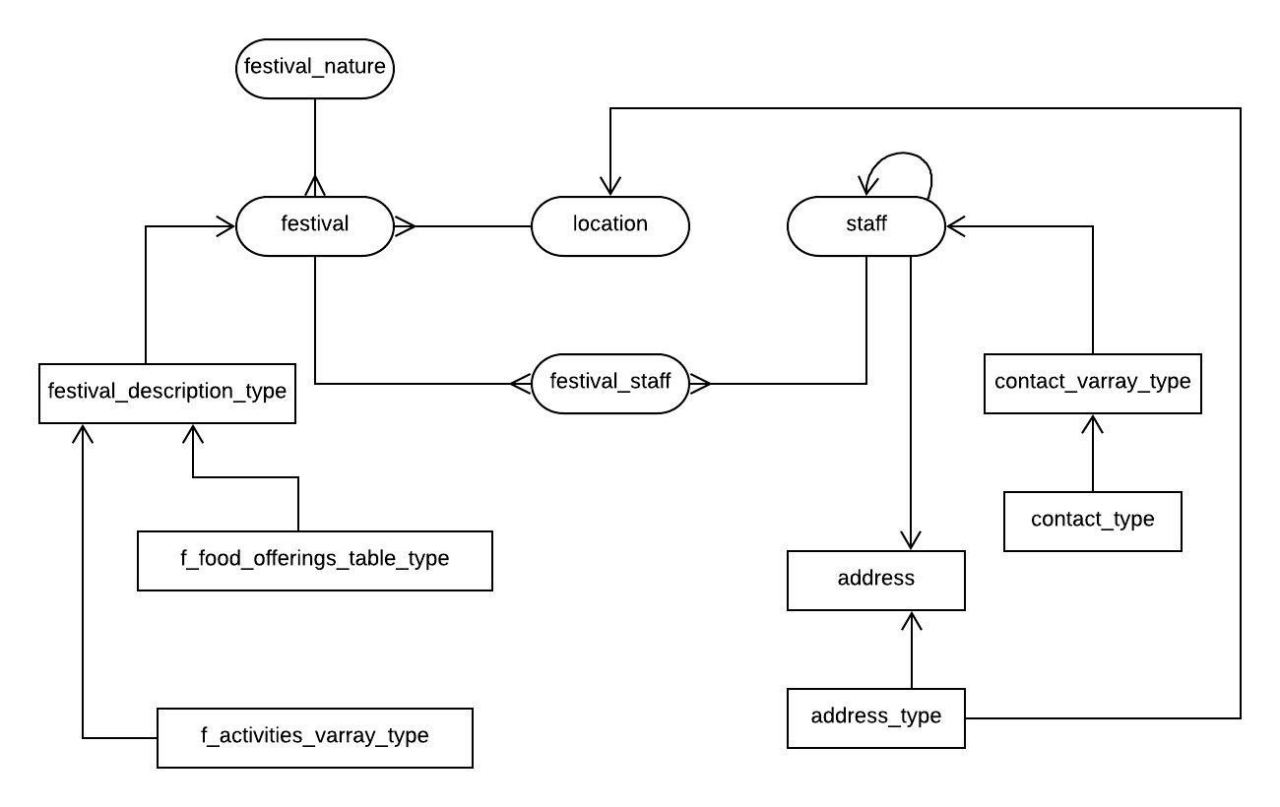 festival_nature
festival
location
staff
festival_description_type
festival_staff
contact_varray_type
contact_type
f_food_offerings_table_type
address
address_type
f_activities_varray_type